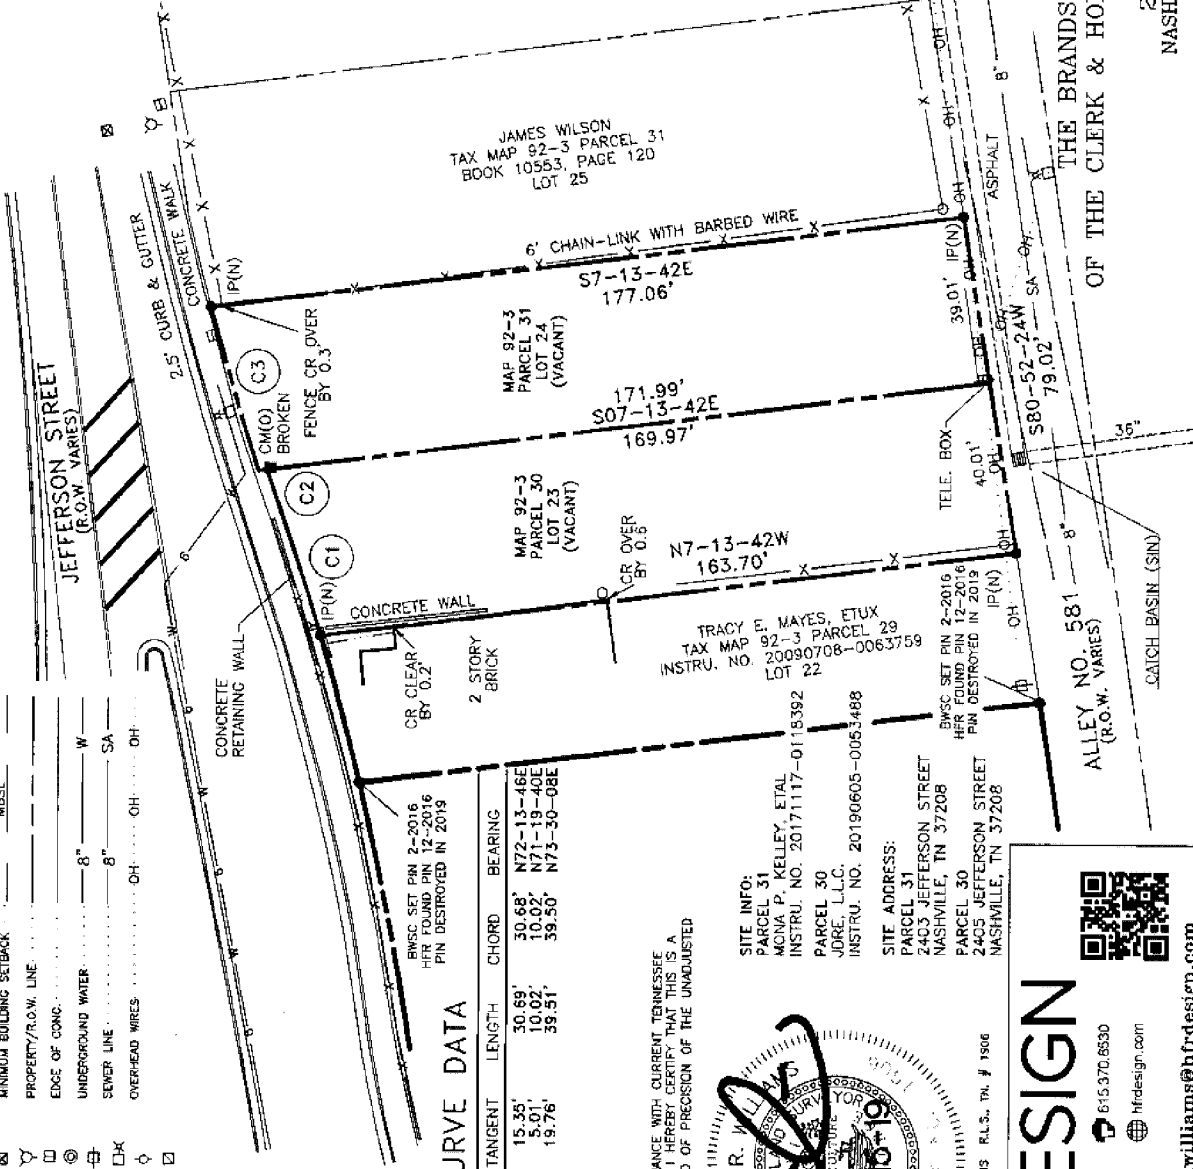 JEFFERSON STREET
(R.O.W. VARIES)
2.5' CURB & GUTTER
CONCRETE WALK
IP(N)
JAMES WILSON
TAX MAP 92-3 PARCEL 31
BOOK 10553, PAGE 120
LOT 25
6' CHAIN-LINK WITH BARBED WIRE
S7-13-42E
177.06'
C3
FENCE CR OVER
BY 0.3'
CM(O)
BROKEN
MAP 92-3
PARCEL 31
LOT 24
(VACANT)
171.99'
S07-13-42E
169.97'
C2
C1
IP(N)
MAP 92-3
PARCEL 30
LOT 23
(VACANT)
CR OVER
N7-13-42W
163.70'
CONCRETE WALL
CONCRETE
RETAINING WALL
CR CLEAR
BY 0.2'
2 STORY
BRICK
TRACY E. MAYES, ETUX
TAX MAP 92-3 PARCEL 29
INSTRU. NO. 20090708-0063759
LOT 22
39.01'
IP(N)
ASPHALT
8"
S80-52-24W
79.02'
SA
OH
TELE. BOX
40.01'
36"
IP(N)
CATCH BASIN (SIN)
ALLEY NO. 581
(R.O.W. VARIES)
8"
BWSC SET PIN 2-2016
HFR FOUND PIN 12-2016
PIN DESTROYED IN 2019
BWSC SET PIN 2-2016
HFR FOUND PIN 12-2016
PIN DESTROYED IN 2019
THE BRANDS
OF THE CLERK & HO
NASH
MINIMUM BUILDING SETBACK MBSL
PROPERTY/R.O.W. LINE
EDGE OF CONC.
UNDERGROUND WATER 8" W
SEWER LINE 8" SA
OVERHEAD WIRES OH OH OH
URVE DATA
TANGENT LENGTH CHORD BEARING
15.35' 30.69' 30.68' N72-13-46E
5.01' 10.02' 10.02' N71-19-40E
19.76' 39.51' 39.50' N73-30-08E
ANCE WITH CURRENT TENNESSEE
I HEREBY CERTIFY THAT THIS IS A
OF PRECISION OF THE UNADJUSTED
SITE INFO:
PARCEL 31
MONA P. KELLEY, ETAL
INSTRU. NO. 20171117-0118392
PARCEL 30
JDRE, L.L.C.
INSTRU. NO. 20190605-0053488
SITE ADDRESS:
PARCEL 31
2403 JEFFERSON STREET
NASHVILLE, TN 37208
PARCEL 30
2405 JEFFERSON STREET
NASHVILLE, TN 37208
R.L.S., TN. # 1906
ESIGN
615.370.8530
hfrdesign.com
williams@hfrdesign.com